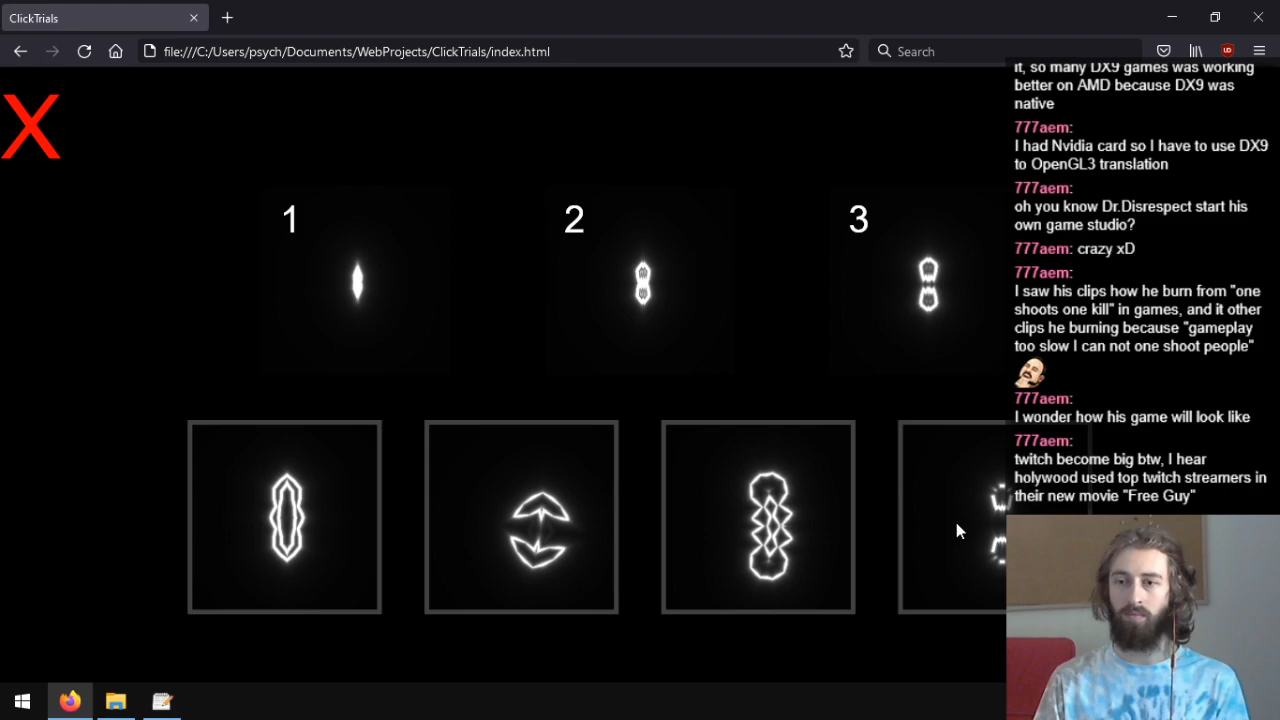 ClickTrials
file:///C:/Users/psych/Documents/WebProjects/ClickTrials/index.html
Search
X
1
2
3
it, so many DX9 games was working
better on AMD because DX9 was
native
777aem:
I had Nvidia card so I have to use DX9
to OpenGL3 translation
777aem:
oh you know Dr.Disrespect start his
own game studio?
777aem: crazy xD
777aem:
I saw his clips how he burn from "one
shoots one kill" in games, and it other
clips he burning because "gameplay
too slow I can not one shoot people"
777aem:
I wonder how his game will look like
777aem:
twitch become big btw, I hear
holywood used top twitch streamers in
their new movie "Free Guy"